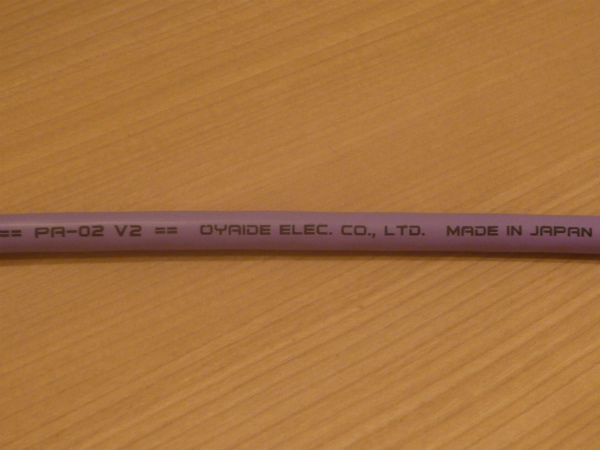 == PA-02 V2 == OYAIDE ELEC. CO., LTD. MADE IN JAPAN